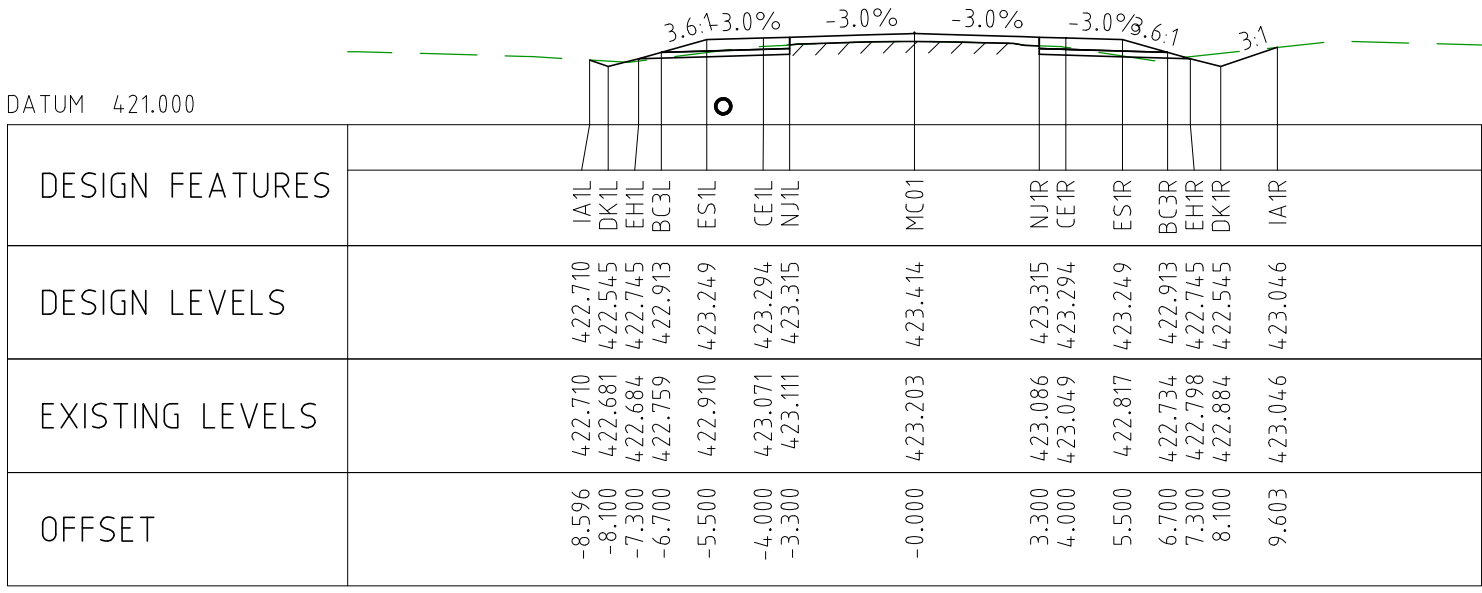 3.6:1 -3.0% -3.0% -3.0% -3.0% 3.6:1 3:1
DATUM 421.000
DESIGN FEATURES IA1L DK1L EH1L BC3L ES1L CE1L NJ1L MC01 NJ1R CE1R ES1R BC3R EH1R DK1R IA1R
DESIGN LEVELS 422.710 422.545 422.745 422.913 423.249 423.294 423.315 423.414 423.315 423.294 423.249 422.913 422.745 422.545 423.046
EXISTING LEVELS 422.710 422.681 422.684 422.759 422.910 423.071 423.111 423.203 423.086 423.049 422.817 422.734 422.798 422.884 423.046
OFFSET -8.596 -8.100 -7.300 -6.700 -5.500 -4.000 -3.300 -0.000 3.300 4.000 5.500 6.700 7.300 8.100 9.603